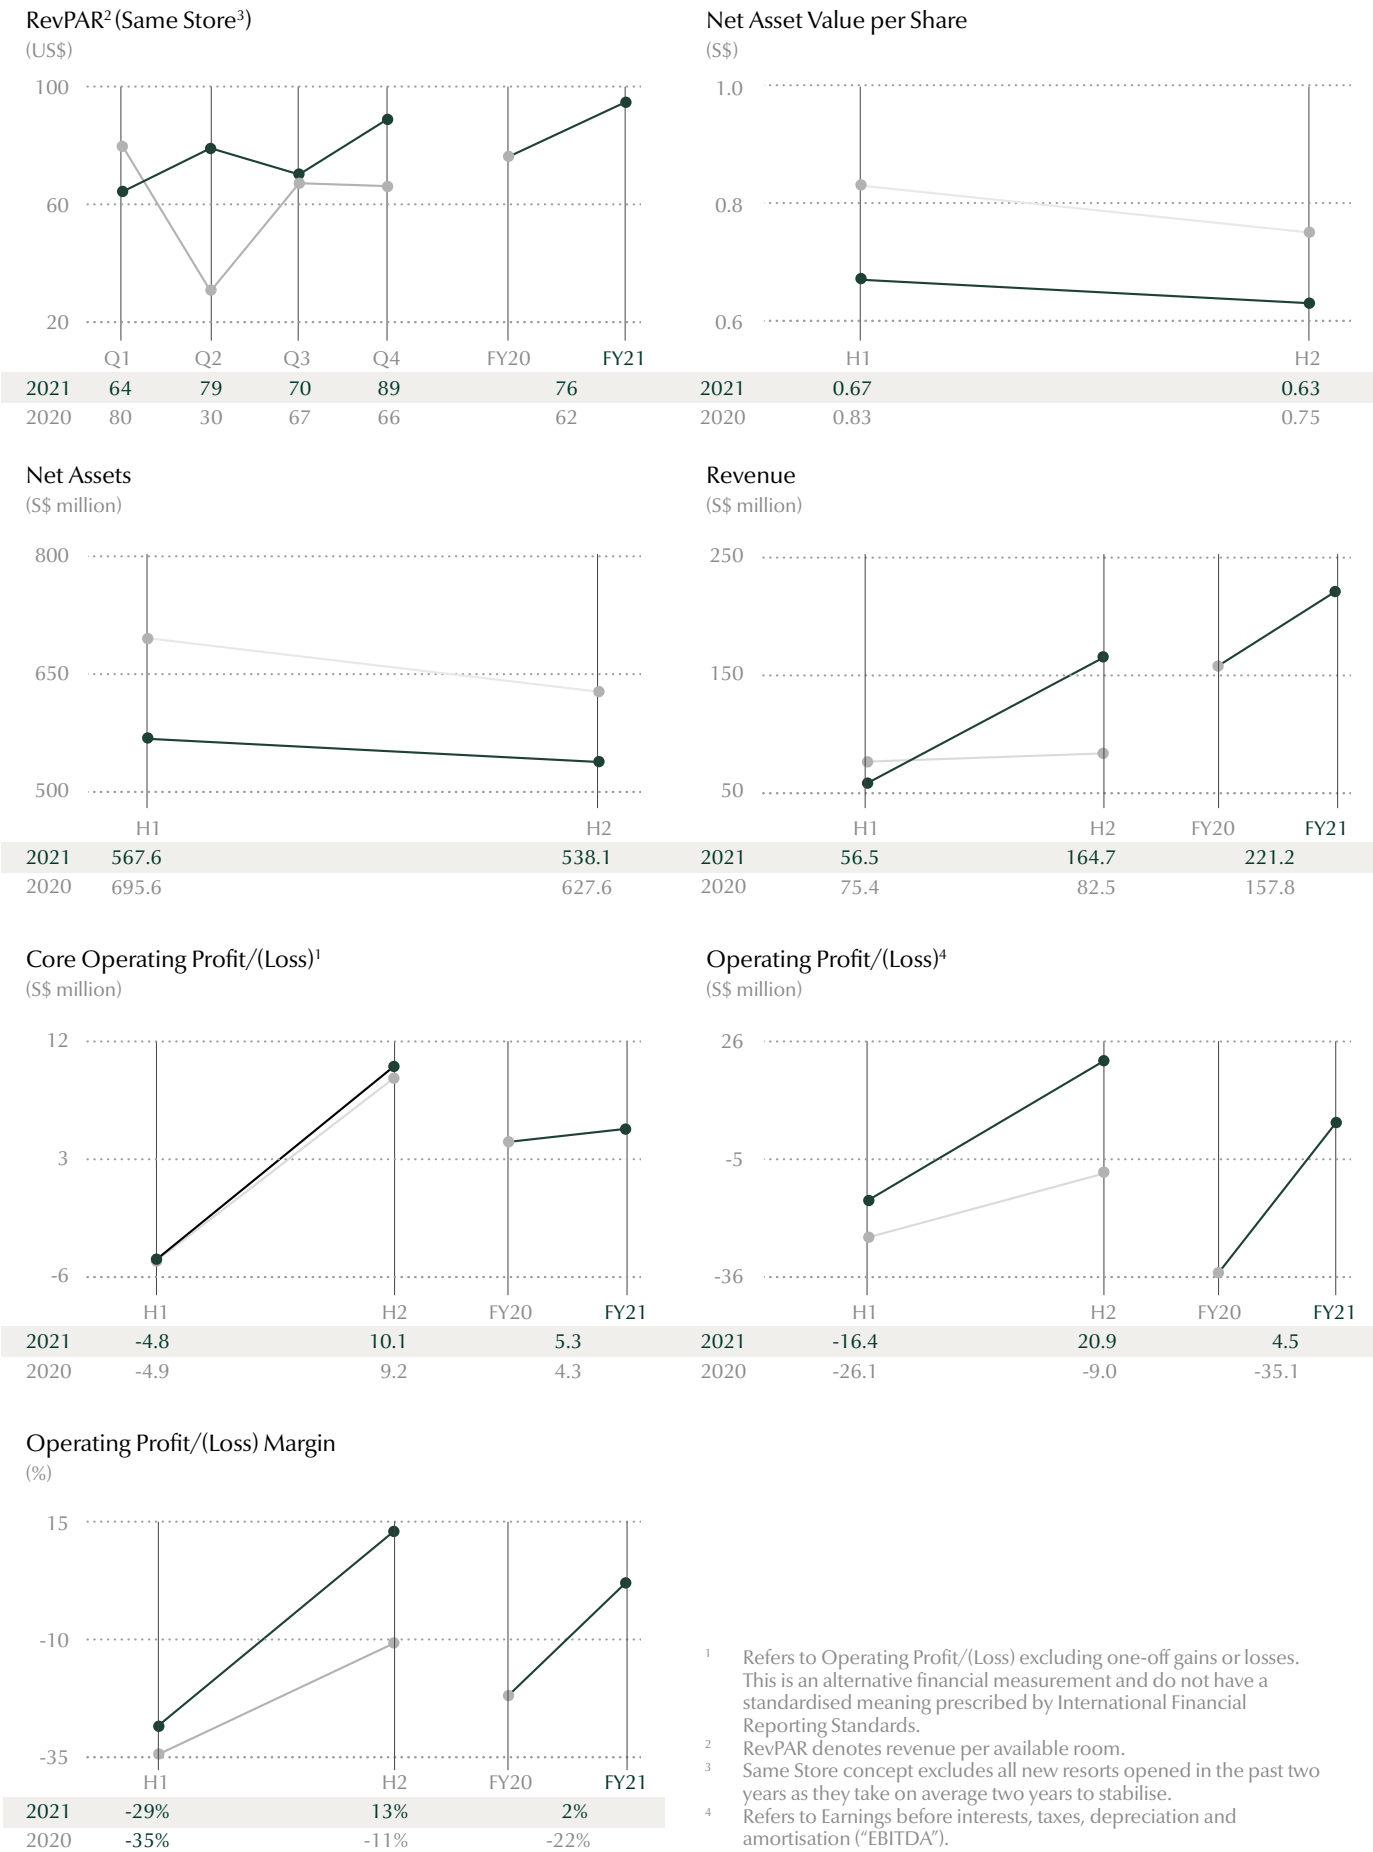 RevPAR² (Same Store³)
(US$)
100
60
20
Q1 Q2 Q3 Q4 FY20 FY21
2021 64 79 70 89 76
2020 80 30 67 66 62
Net Asset Value per Share
(S$)
1.0
0.8
0.6
H1 H2
2021 0.67 0.63
2020 0.83 0.75
Net Assets
(S$ million)
800
650
500
H1 H2
2021 567.6 538.1
2020 695.6 627.6
Revenue
(S$ million)
250
150
50
H1 H2 FY20 FY21
2021 56.5 164.7 221.2
2020 75.4 82.5 157.8
Core Operating Profit/(Loss)¹
(S$ million)
12
3
-6
H1 H2 FY20 FY21
2021 -4.8 10.1 5.3
2020 -4.9 9.2 4.3
Operating Profit/(Loss)⁴
(S$ million)
26
-5
-36
H1 H2 FY20 FY21
2021 -16.4 20.9 4.5
2020 -26.1 -9.0 -35.1
Operating Profit/(Loss) Margin
(%)
15
-10
-35
H1 H2 FY20 FY21
2021 -29% 13% 2%
2020 -35% -11% -22%
¹ Refers to Operating Profit/(Loss) excluding one-off gains or losses.
This is an alternative financial measurement and do not have a
standardised meaning prescribed by International Financial
Reporting Standards.
² RevPAR denotes revenue per available room.
³ Same Store concept excludes all new resorts opened in the past two
years as they take on average two years to stabilise.
⁴ Refers to Earnings before interests, taxes, depreciation and
amortisation (“EBITDA”).